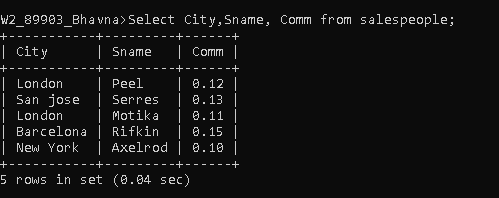 W2_89903_Bhavna>Select City,Sname, Comm from salespeople;
+-----------+---------+------+
| City      | Sname   | Comm |
+-----------+---------+------+
| London    | Peel    | 0.12 |
| San jose  | Serres  | 0.13 |
| London    | Motika  | 0.11 |
| Barcelona | Rifkin  | 0.15 |
| New York  | Axelrod | 0.10 |
+-----------+---------+------+
5 rows in set (0.04 sec)